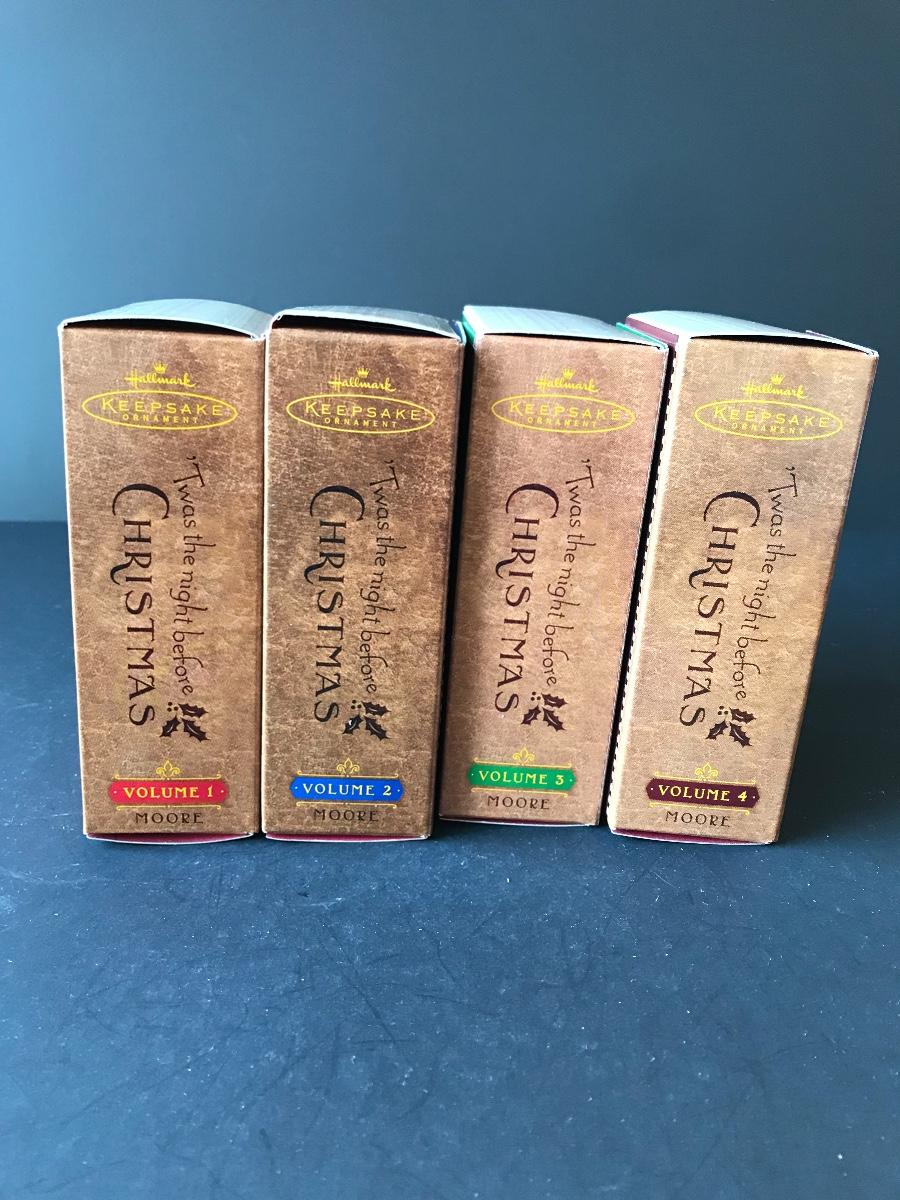 Hallmark
KEEPSAKE
ORNAMENT
'Twas the night before
CHRISTMAS
VOLUME 1
MOORE
Hallmark
KEEPSAKE
ORNAMENT
'Twas the night before
CHRISTMAS
VOLUME 2
MOORE
Hallmark
KEEPSAKE
ORNAMENT
'Twas the night before
CHRISTMAS
VOLUME 3
MOORE
Hallmark
KEEPSAKE
ORNAMENT
'Twas the night before
CHRISTMAS
VOLUME 4
MOORE